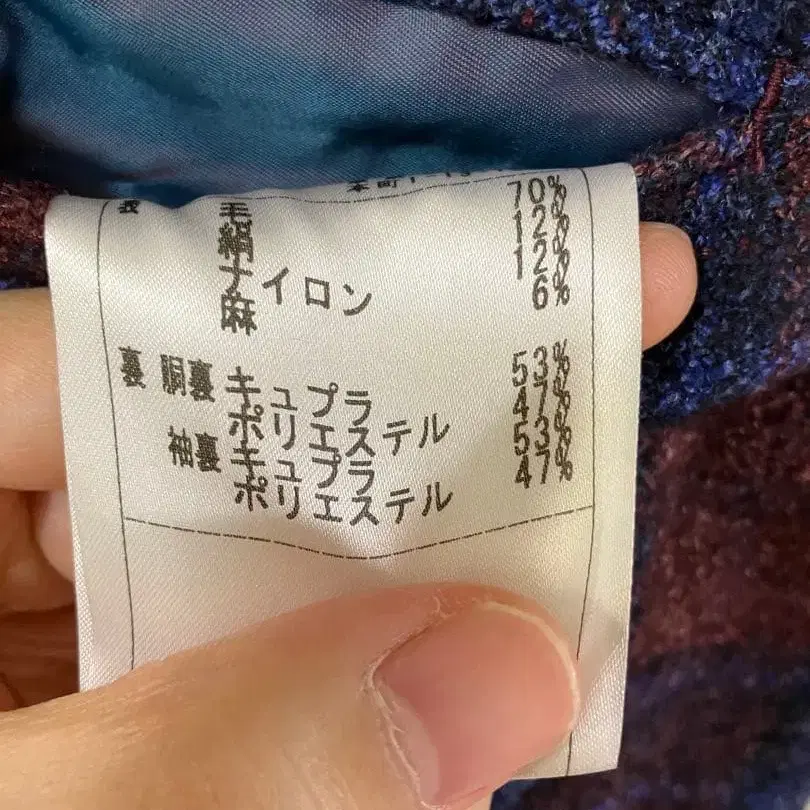 表 毛 70%
絹 12%
ナイロン 12%
麻 6%
裏 胴裏 キュプラ 53%
ポリエステル 47%
袖裏 キュプラ 53%
ポリエステル 47%